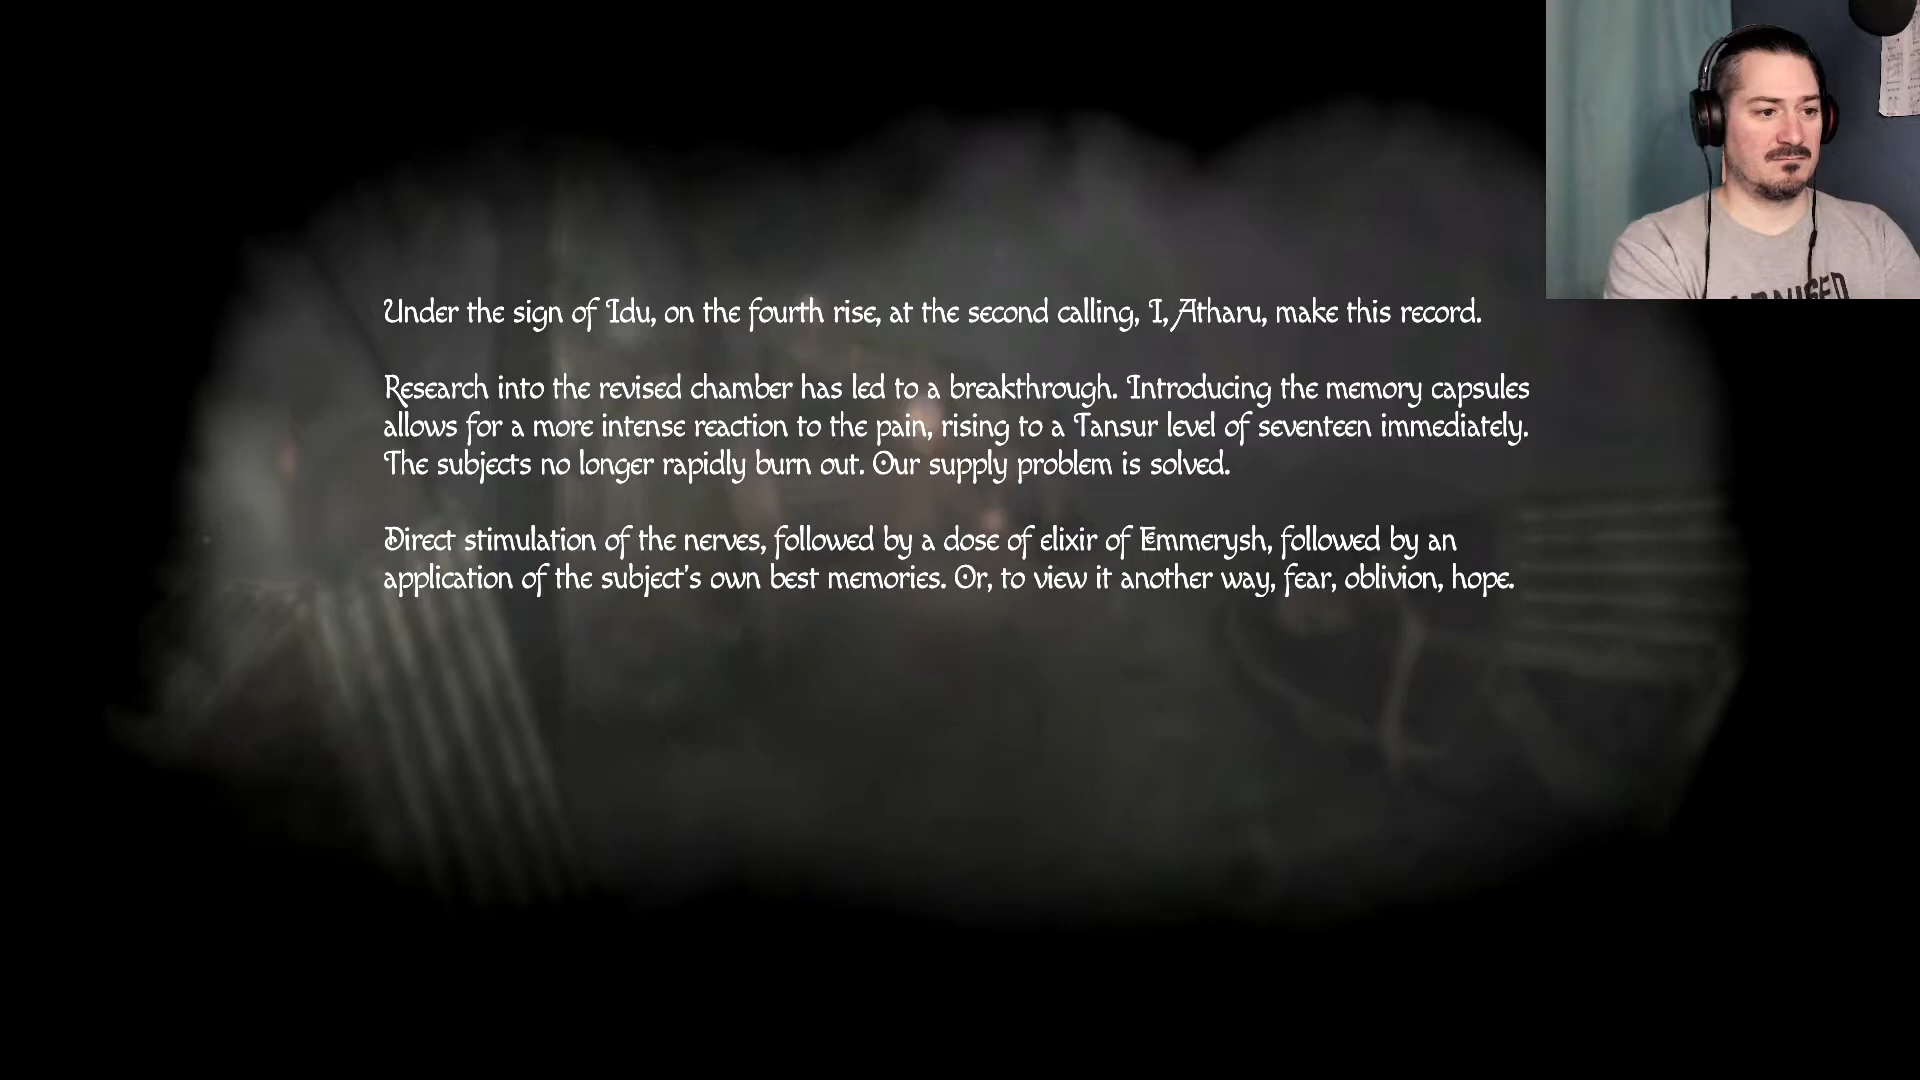 Under the sign of Idu, on the fourth rise, at the second calling, I, Atharu, make this record.
Research into the revised chamber has led to a breakthrough. Introducing the memory capsules
allows for a more intense reaction to the pain, rising to a Tansur level of seventeen immediately.
The subjects no longer rapidly burn out. Our supply problem is solved.
Direct stimulation of the nerves, followed by a dose of elixir of Emmerysh, followed by an
application of the subject's own best memories. Or, to view it another way, fear, oblivion, hope.